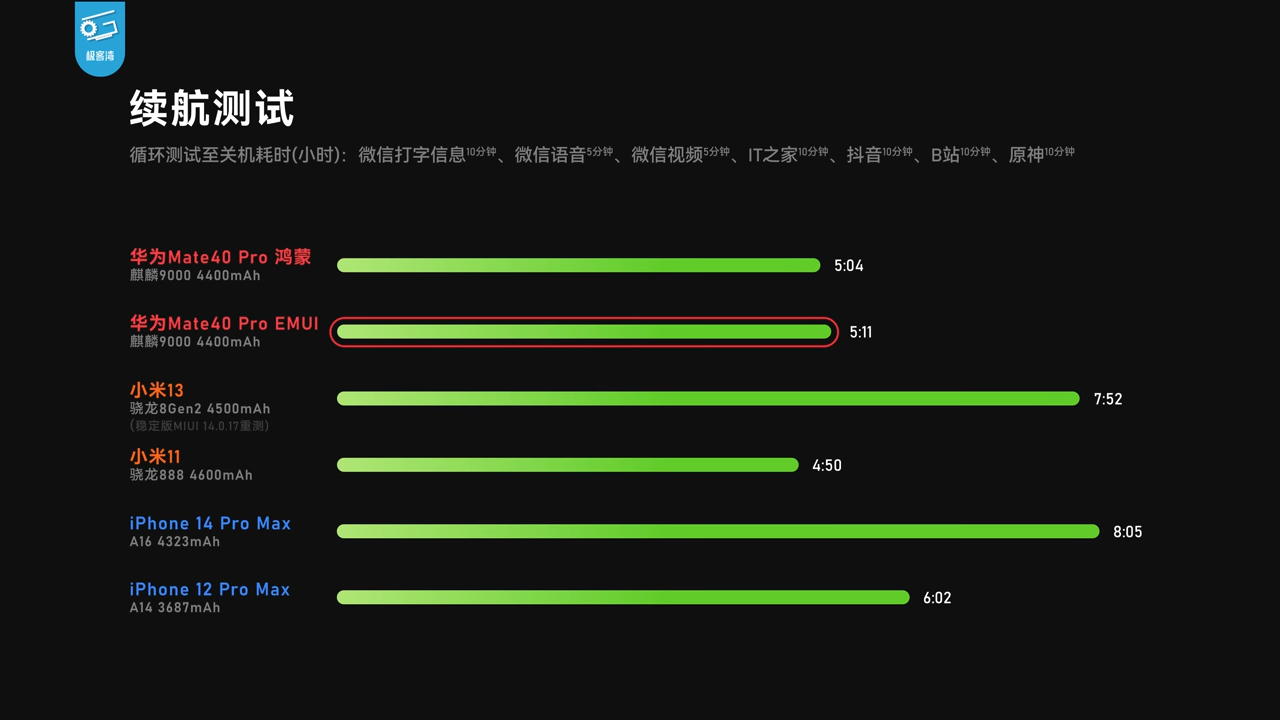 极客湾
续航测试
循环测试至关机耗时(小时)：微信打字信息10分钟、微信语音5分钟、微信视频5分钟、IT之家10分钟、抖音10分钟、B站10分钟、原神10分钟
华为Mate40 Pro 鸿蒙
麒麟9000 4400mAh
5:04
华为Mate40 Pro EMUI
麒麟9000 4400mAh
5:11
小米13
骁龙8Gen2 4500mAh
(稳定版MIUI 14.0.17重测)
7:52
小米11
骁龙888 4600mAh
4:50
iPhone 14 Pro Max
A16 4323mAh
8:05
iPhone 12 Pro Max
A14 3687mAh
6:02